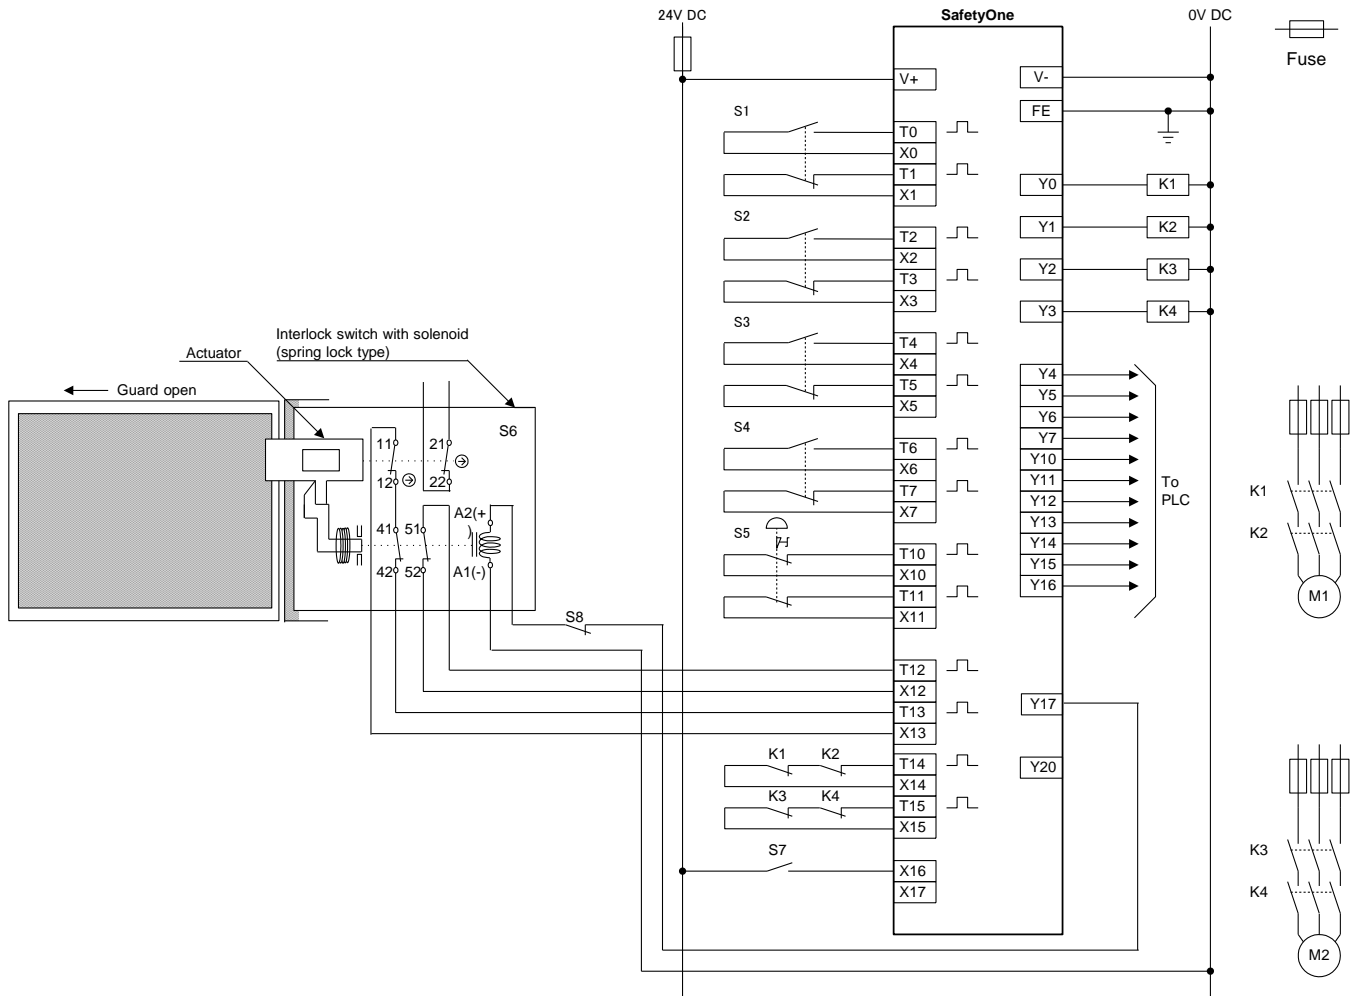 24V DC
SafetyOne
0V DC
Fuse
V+
V-
FE
S1
T0
X0
T1
X1
Y0
K1
S2
T2
X2
T3
X3
Y1
K2
Y2
K3
Y3
K4
S3
T4
X4
T5
X5
Interlock switch with solenoid
(spring lock type)
Actuator
Guard open
S6
11
12
21
22
41
42
51
52
A2(+
)
A1(-)
S4
T6
X6
T7
X7
S5
T10
X10
T11
X11
Y4
Y5
Y6
Y7
Y10
Y11
Y12
Y13
Y14
Y15
Y16
To
PLC
K1
K2
M1
S8
T12
X12
T13
X13
Y17
K1
K2
T14
X14
K3
K4
T15
X15
Y20
S7
X16
X17
K3
K4
M2